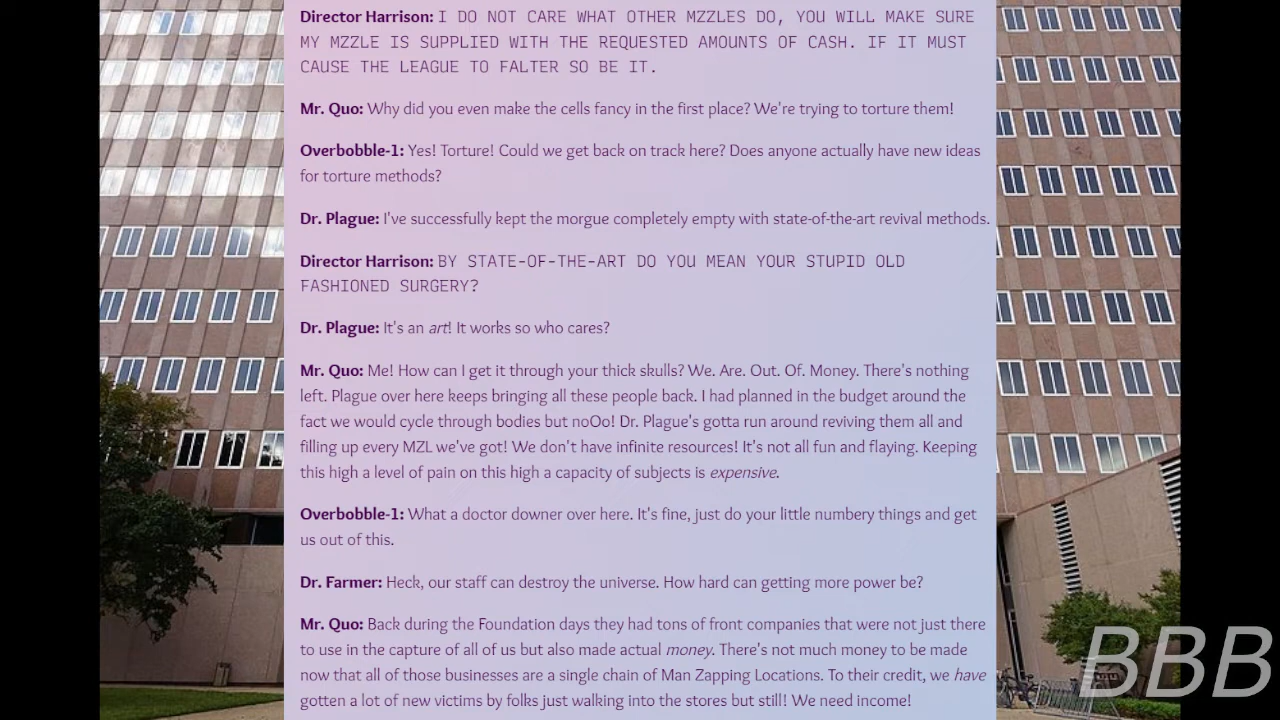 Director Harrison: I DO NOT CARE WHAT OTHER MZZLES DO, YOU WILL MAKE SURE
MY MZZLE IS SUPPLIED WITH THE REQUESTED AMOUNTS OF CASH. IF IT MUST
CAUSE THE LEAGUE TO FALTER SO BE IT.
Mr. Quo: Why did you even make the cells fancy in the first place? We're trying to torture them!
Overbobble-1: Yes! Torture! Could we get back on track here? Does anyone actually have new ideas
for torture methods?
Dr. Plague: I've successfully kept the morgue completely empty with state-of-the-art revival methods.
Director Harrison: BY STATE-OF-THE-ART DO YOU MEAN YOUR STUPID OLD
FASHIONED SURGERY?
Dr. Plague: It's an art! It works so who cares?
Mr. Quo: Me! How can I get it through your thick skulls? We. Are. Out. Of. Money. There's nothing
left. Plague over here keeps bringing all these people back. I had planned in the budget around the
fact we would cycle through bodies but noOo! Dr. Plague's gotta run around reviving them all and
filling up every MZL we've got! We don't have infinite resources! It's not all fun and flaying. Keeping
this high a level of pain on this high a capacity of subjects is expensive.
Overbobble-1: What a doctor downer over here. It's fine, just do your little numbery things and get
us out of this.
Dr. Farmer: Heck, our staff can destroy the universe. How hard can getting more power be?
Mr. Quo: Back during the Foundation days they had tons of front companies that were not just there
to use in the capture of all of us but also made actual money. There's not much money to be made
now that all of those businesses are a single chain of Man Zapping Locations. To their credit, we have
gotten a lot of new victims by folks just walking into the stores but still! We need income!
BBB